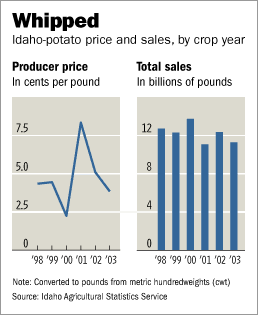 Whipped
Idaho-potato price and sales, by crop year
Producer price
In cents per pound
7.5
5.0
2.5
0
'98 '99 '00 '01 '02 '03
Total sales
In billions of pounds
12
8
4
0
'98 '99 '00 '01 '02 '03
Note: Converted to pounds from metric hundredweights (cwt)
Source: Idaho Agricultural Statistics Service